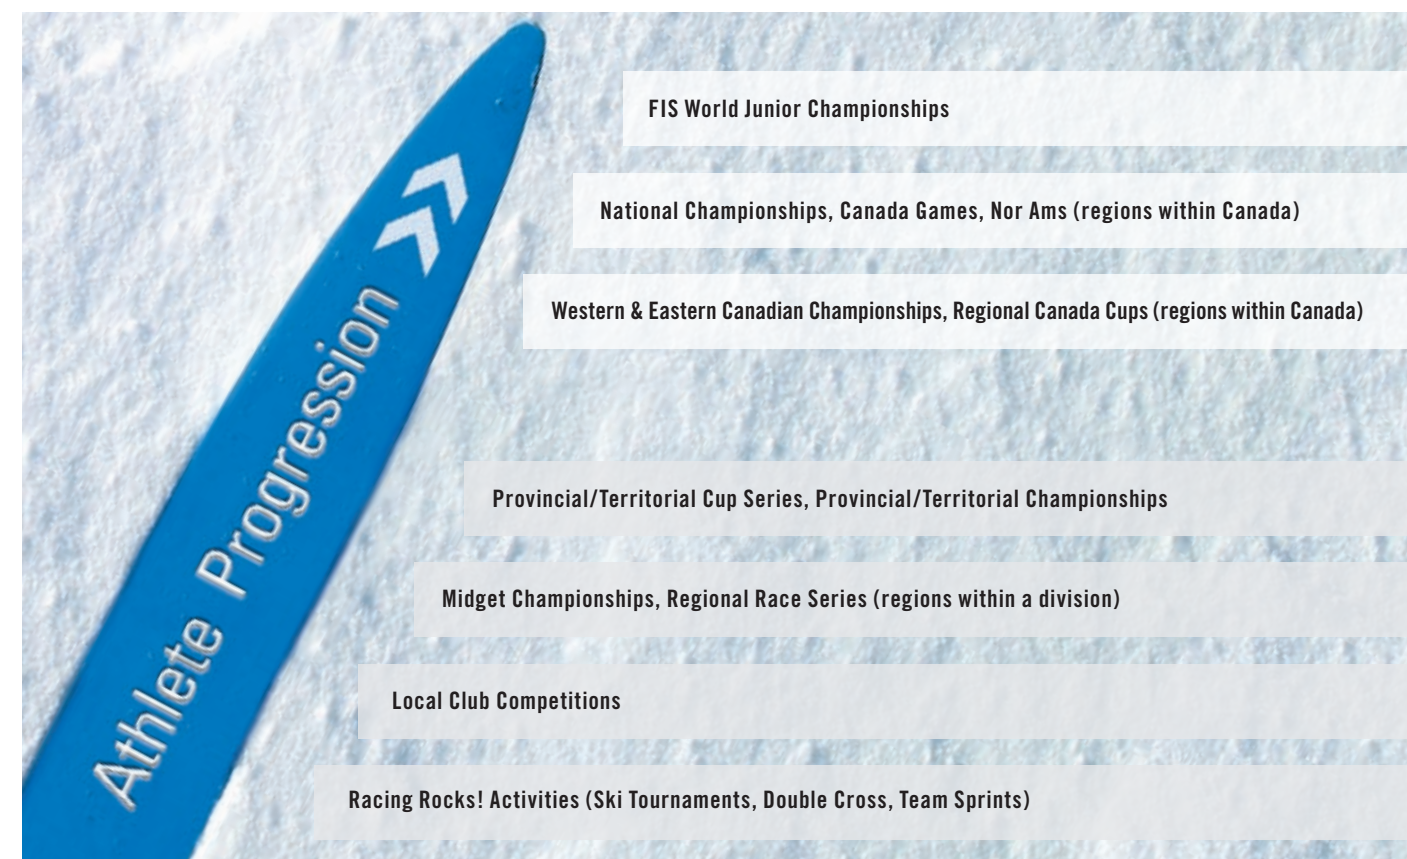 FIS World Junior Championships
National Championships, Canada Games, Nor Ams (regions within Canada)
Western & Eastern Canadian Championships, Regional Canada Cups (regions within Canada)
Athlete Progression
Provincial/Territorial Cup Series, Provincial/Territorial Championships
Midget Championships, Regional Race Series (regions within a division)
Local Club Competitions
Racing Rocks! Activities (Ski Tournaments, Double Cross, Team Sprints)